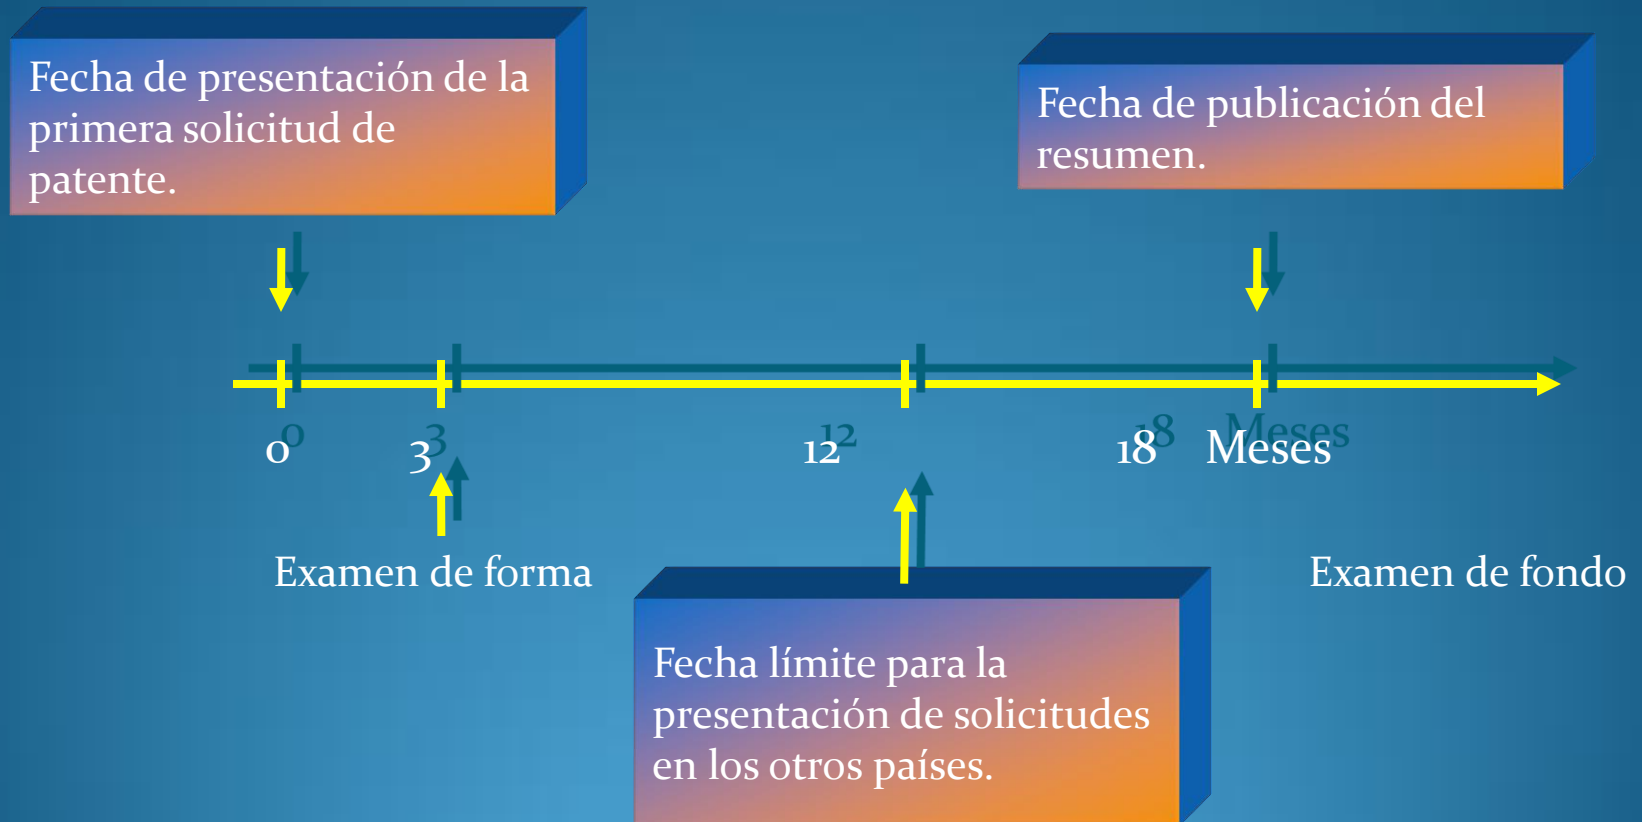 Fecha de presentación de la
primera solicitud de
patente.
Fecha de publicación del
resumen.
0 3 12 18 Meses
Examen de forma
Examen de fondo
Fecha límite para la
presentación de solicitudes
en los otros países.